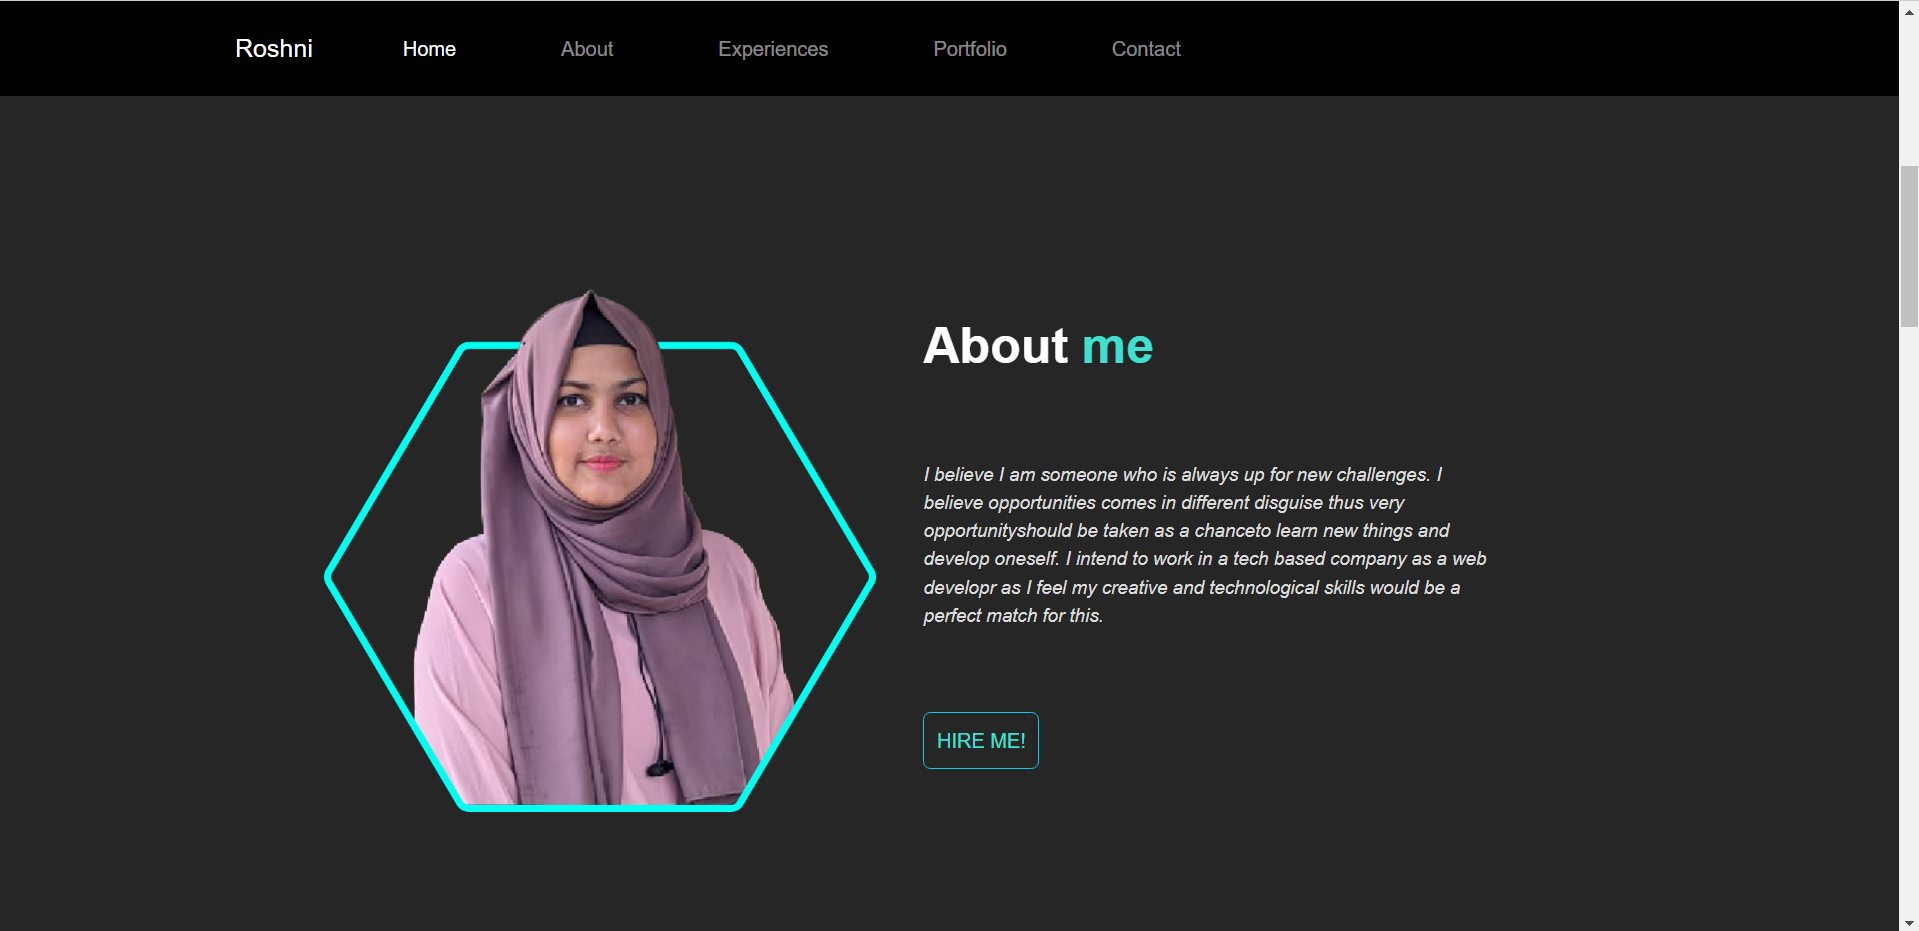 Roshni Home About Experiences Portfolio Contact
About me
I believe I am someone who is always up for new challenges. I
believe opportunities comes in different disguise thus very
opportunityshould be taken as a chanceto learn new things and
develop oneself. I intend to work in a tech based company as a web
developr as I feel my creative and technological skills would be a
perfect match for this.
HIRE ME!